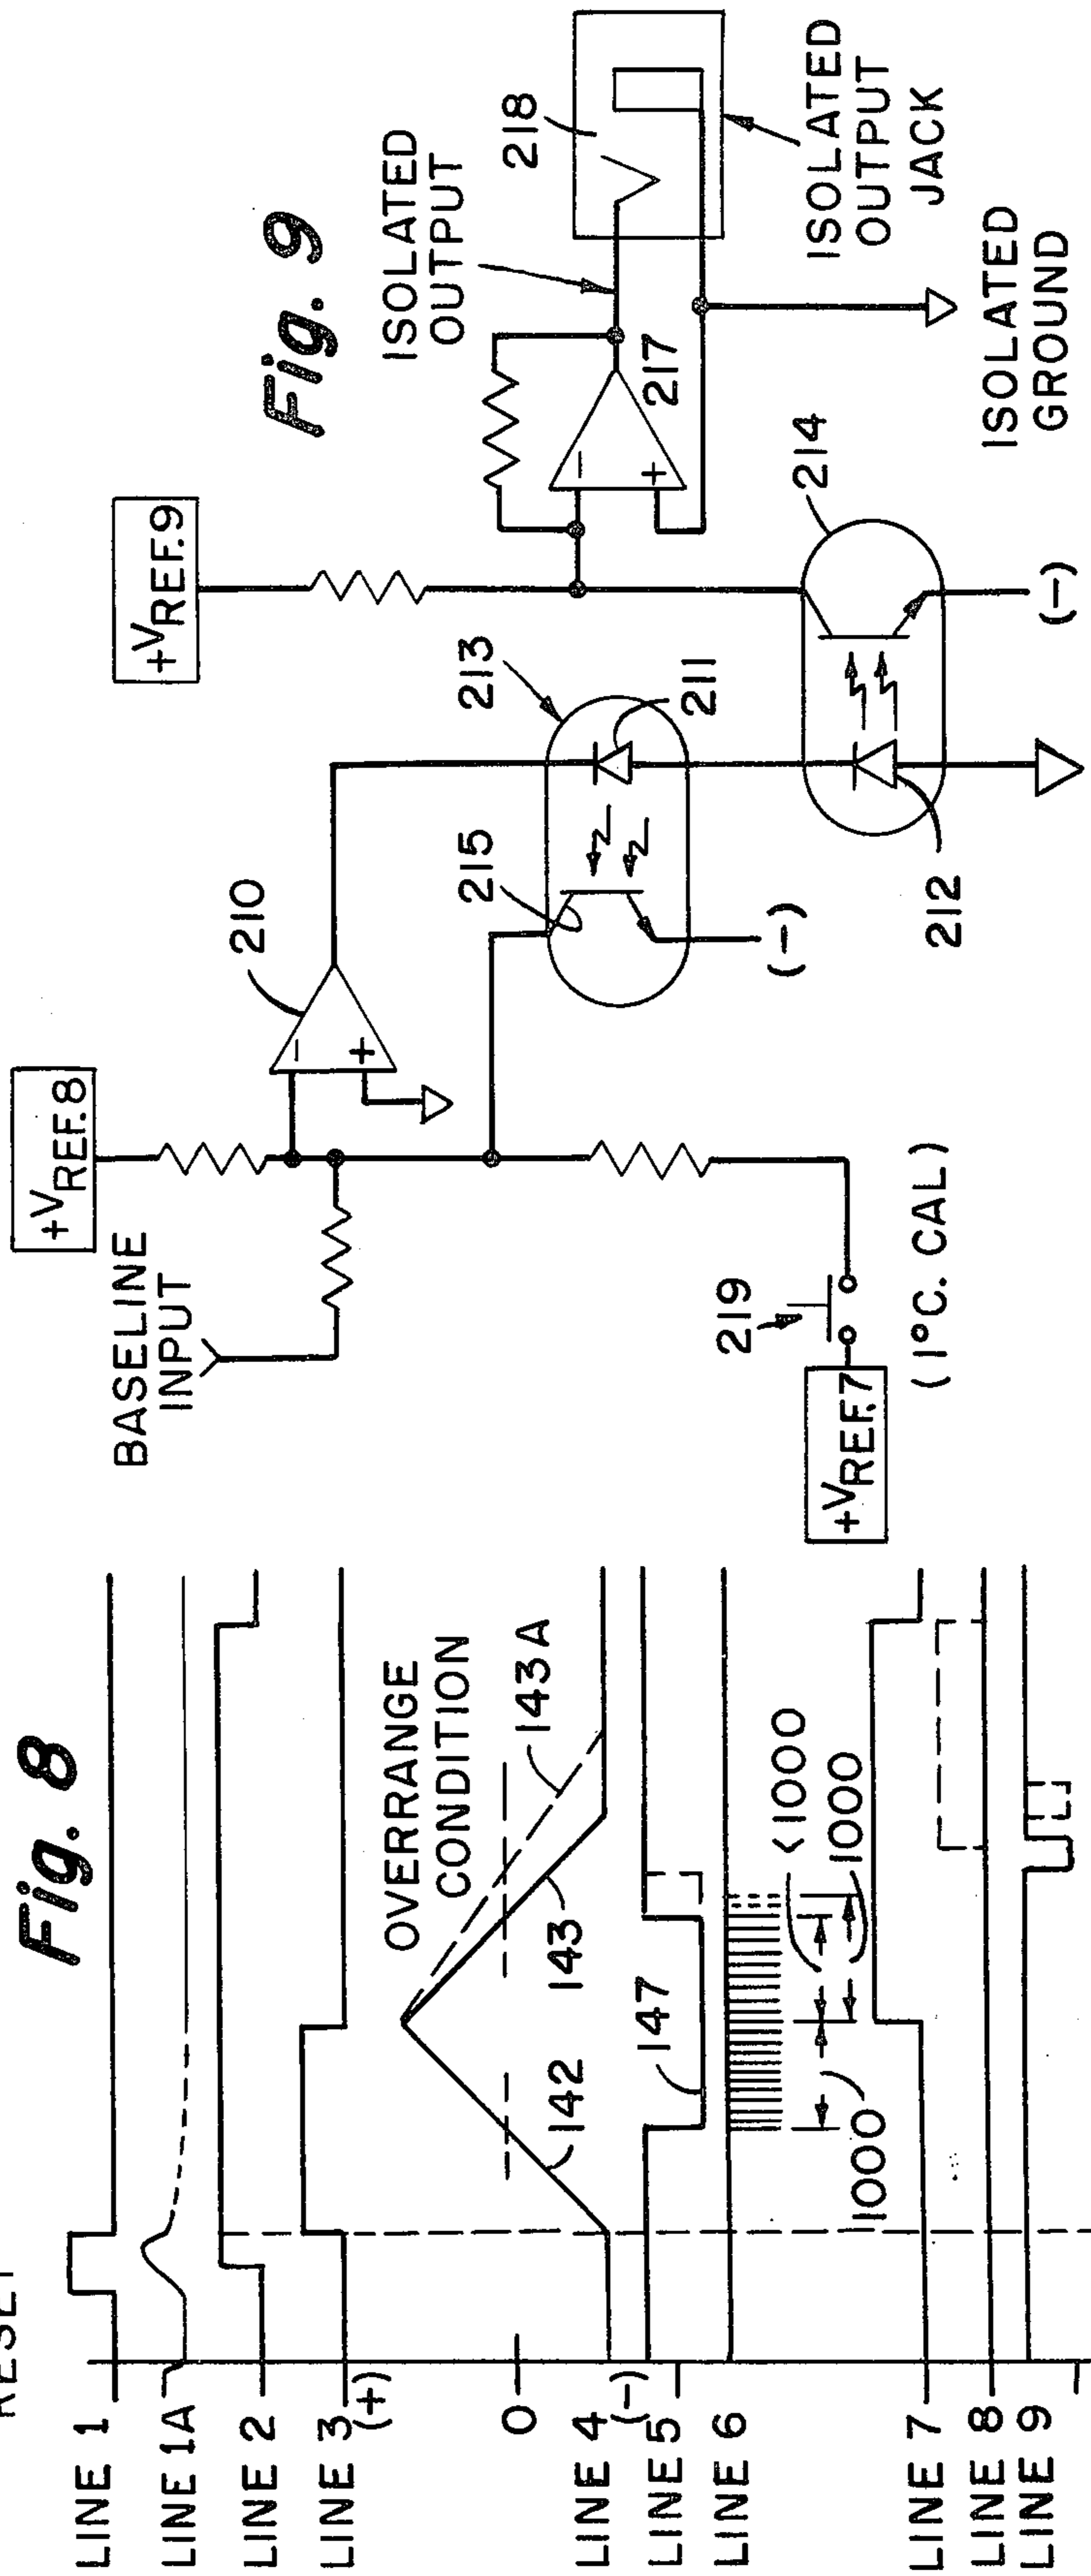 RESET
Fig. 8
LINE 1
LINE 1A
LINE 2
LINE 3
(+)
0
LINE 4
(-)
LINE 5
LINE 6
LINE 7
LINE 8
LINE 9
OVERRANGE
CONDITION
143A
143
142
147
<1000
1000
1000
Fig. 9
+VREF.8
BASELINE
INPUT
210
-
+
219
+VREF.7
(1°C. CAL)
215
213
211
(-)
212
214
(-)
+VREF.9
-
+
217
ISOLATED
OUTPUT
218
ISOLATED
OUTPUT
JACK
ISOLATED
GROUND